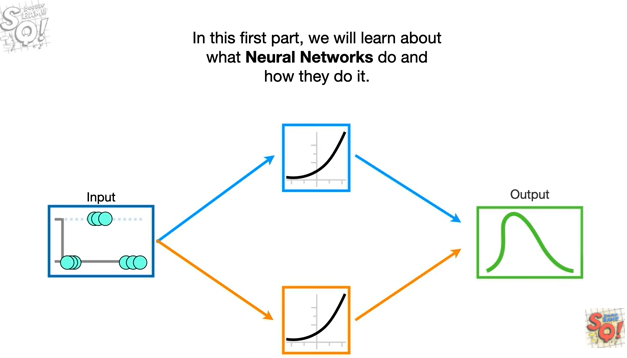 In this first part, we will learn about
what Neural Networks do and
how they do it.
Input
Output
SQ!